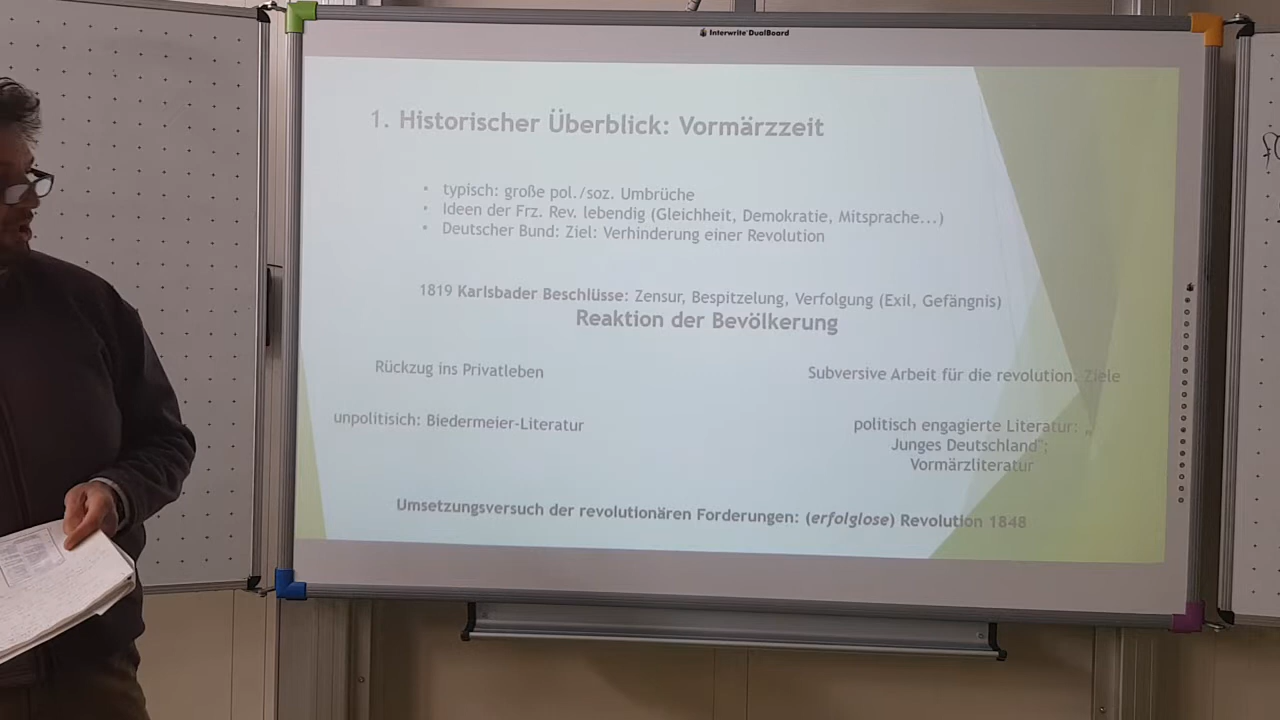 Interwrite DualBoard
1. Historischer Überblick: Vormärzzeit
• typisch: große pol./soz. Umbrüche
• Ideen der Frz. Rev. lebendig (Gleichheit, Demokratie, Mitsprache...)
• Deutscher Bund: Ziel: Verhinderung einer Revolution
1819 Karlsbader Beschlüsse: Zensur, Bespitzelung, Verfolgung (Exil, Gefängnis)
Reaktion der Bevölkerung
Rückzug ins Privatleben
Subversive Arbeit für die revolution. Ziele
unpolitisich: Biedermeier-Literatur
politisch engagierte Literatur: „
Junges Deutschland";
Vormärzliteratur
Umsetzungsversuch der revolutionären Forderungen: (erfolglose) Revolution 1848